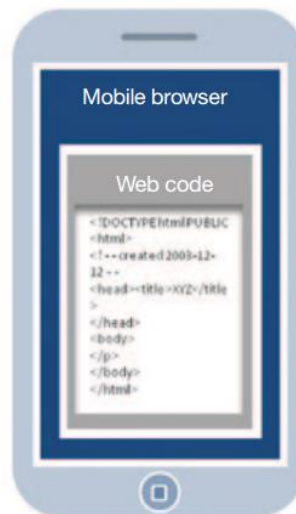 Mobile browser
Web code
<!DOCTYPEhtmlPUBLIC
<html>
<!--created 2003-12-
12--
<head><title>XYZ</title
>
</head>
<body>
</p>
</body>
</html>